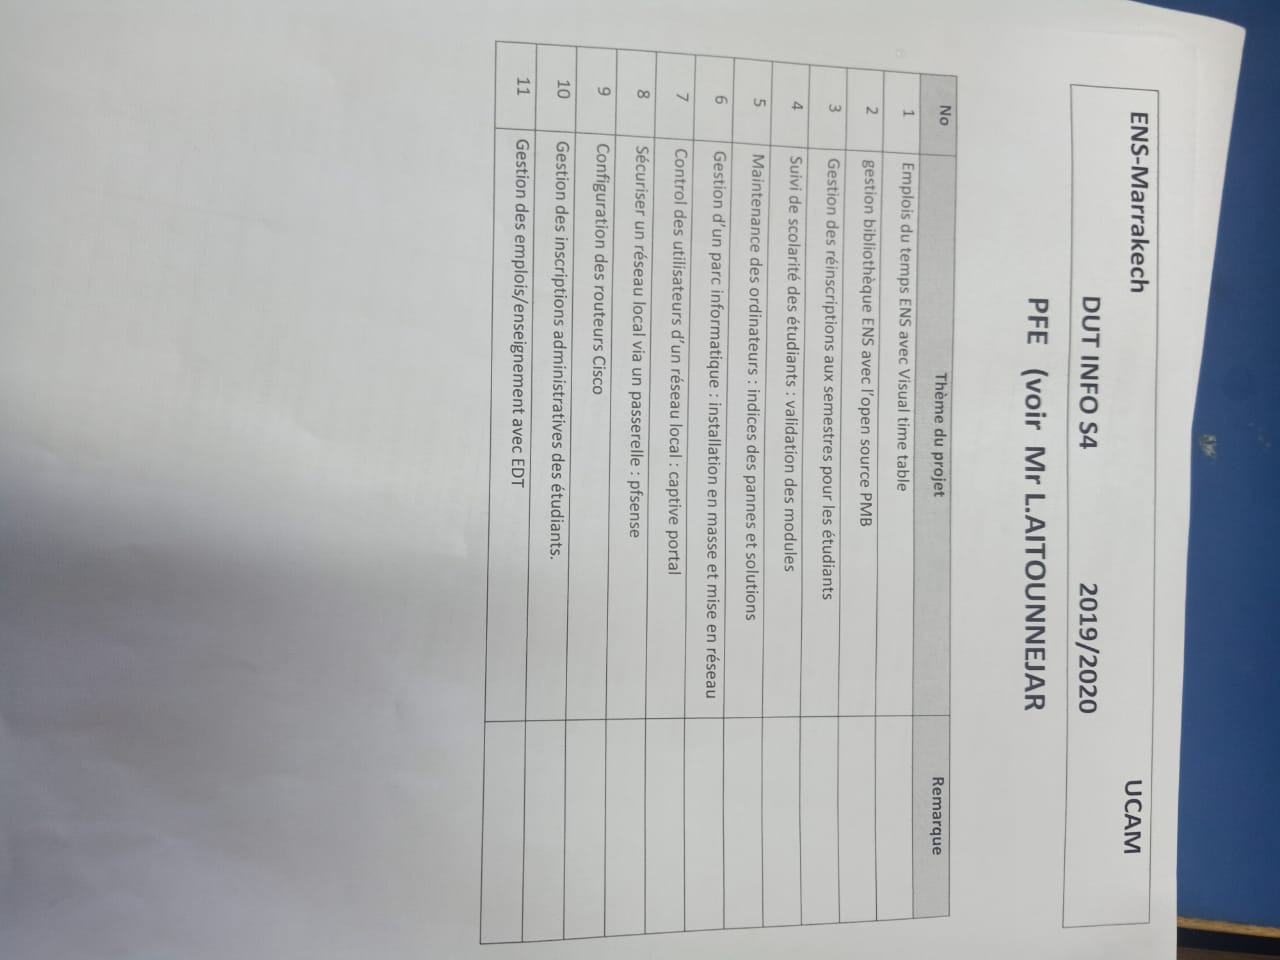 ENS-Marrakech UCAM
DUT INFO S4 2019/2020
PFE (voir Mr L.AITOUNNEJAR
No Thème du projet Remarque
1 Emplois du temps ENS avec Visual time table
2 gestion bibliothèque ENS avec l'open source PMB
3 Gestion des réinscriptions aux semestres pour les étudiants
4 Suivi de scolarité des étudiants : validation des modules
5 Maintenance des ordinateurs : indices des pannes et solutions
6 Gestion d'un parc informatique : installation en masse et mise en réseau
7 Control des utilisateurs d'un réseau local : captive portal
8 Sécuriser un réseau local via un passerelle : pfsense
9 Configuration des routeurs Cisco
10 Gestion des inscriptions administratives des étudiants.
11 Gestion des emplois/enseignement avec EDT